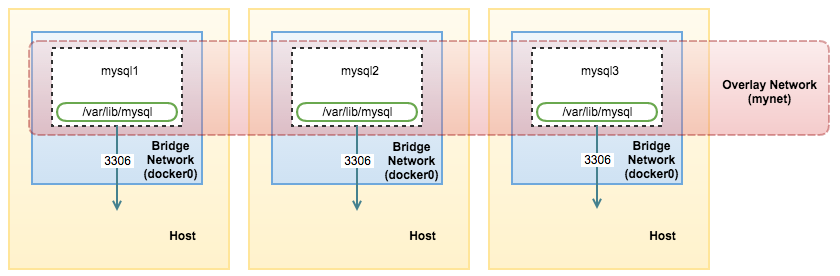 mysql1
mysql2
mysql3
Overlay Network
(mynet)
/var/lib/mysql
/var/lib/mysql
/var/lib/mysql
3306
Bridge
Network
(docker0)
3306
Bridge
Network
(docker0)
3306
Bridge
Network
(docker0)
Host
Host
Host